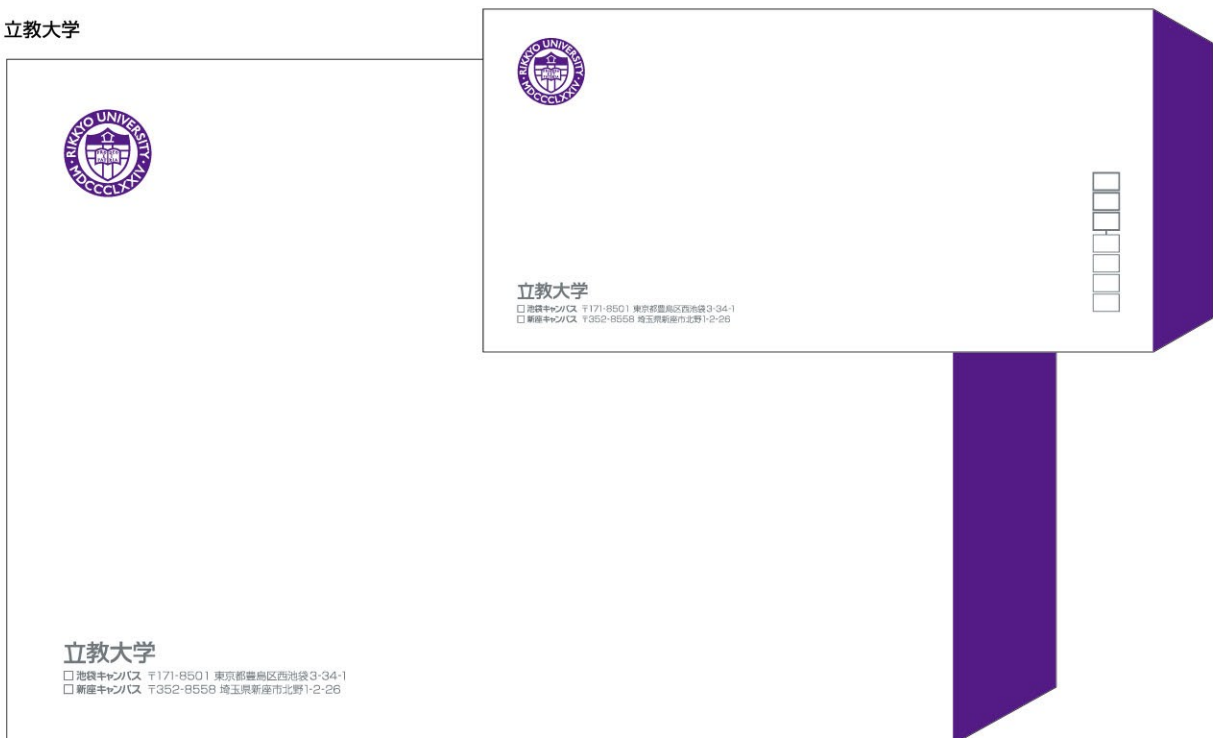 立教大学
RIKKYO UNIVERSITY · MDCCCLXXIV
立教大学
池袋キャンパス 〒171-8501 東京都豊島区西池袋3-34-1
新座キャンパス 〒352-8558 埼玉県新座市北野1-2-26
RIKKYO UNIVERSITY · MDCCCLXXIV
立教大学
池袋キャンパス 〒171-8501 東京都豊島区西池袋3-34-1
新座キャンパス 〒352-8558 埼玉県新座市北野1-2-26